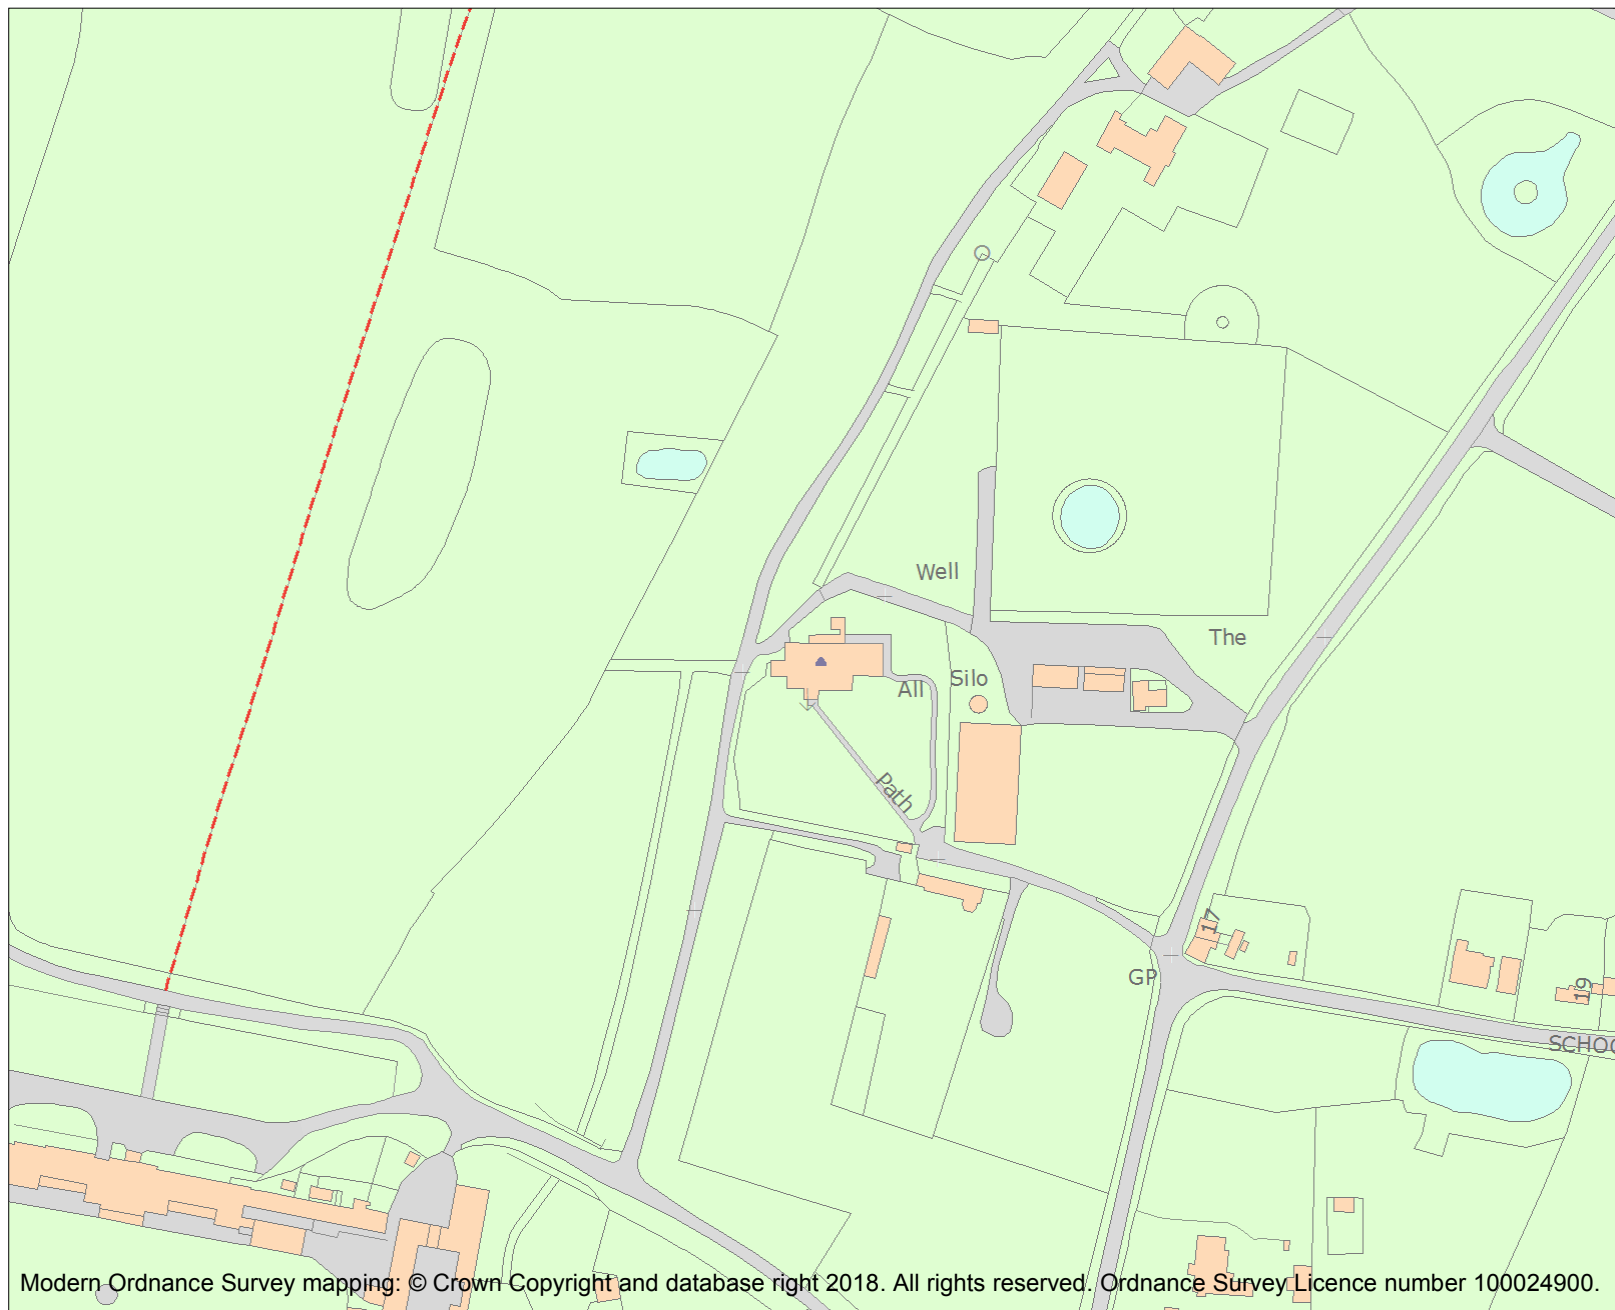 Well
The
Silo
All
Path
17
GP
19
SCHOO
Modern Ordnance Survey mapping: © Crown Copyright and database right 2018. All rights reserved. Ordnance Survey Licence number 100024900.